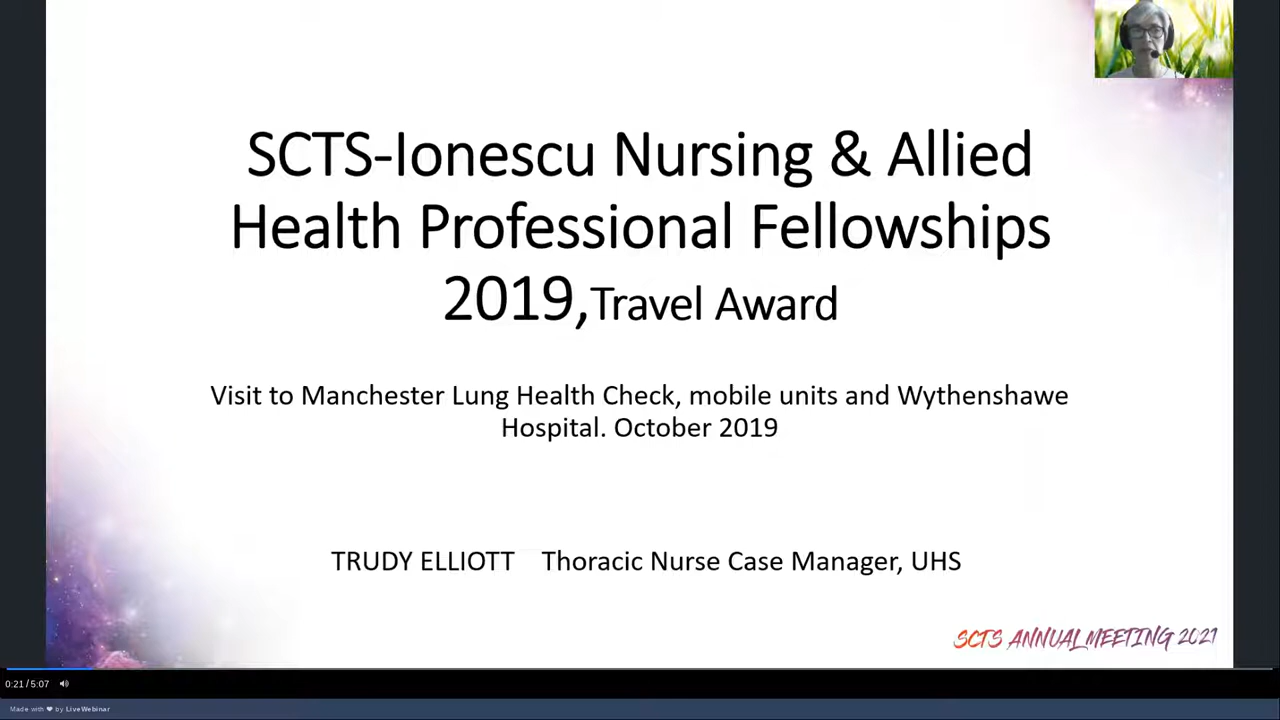 SCTS-Ionescu Nursing & Allied
Health Professional Fellowships
2019,Travel Award
Visit to Manchester Lung Health Check, mobile units and Wythenshawe
Hospital. October 2019
TRUDY ELLIOTT Thoracic Nurse Case Manager, UHS
SCTS ANNUAL MEETING 2021
0:21 / 5:07
Made with ❤ by LiveWebinar